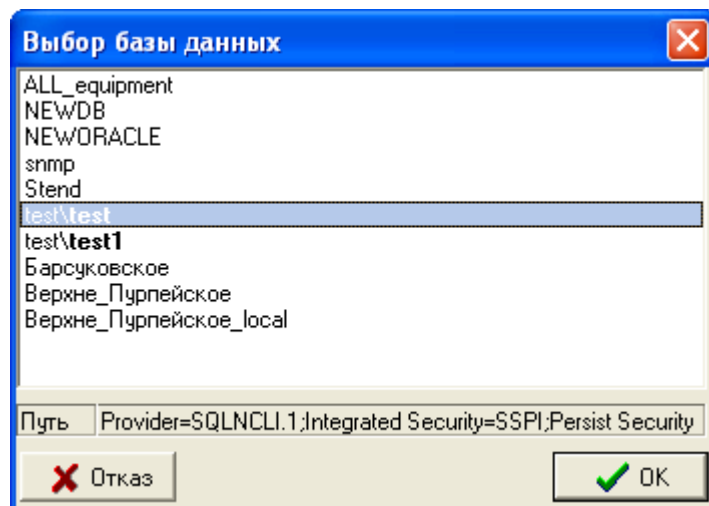 Выбор базы данных
ALL_equipment
NEWDB
NEWORACLE
snmp
Stend
test\test
test\test1
Барсуковское
Верхне_Пурпейское
Верхне_Пурпейское_local
Путь Provider=SQLNCLI.1;Integrated Security=SSPI;Persist Security
Отказ OK